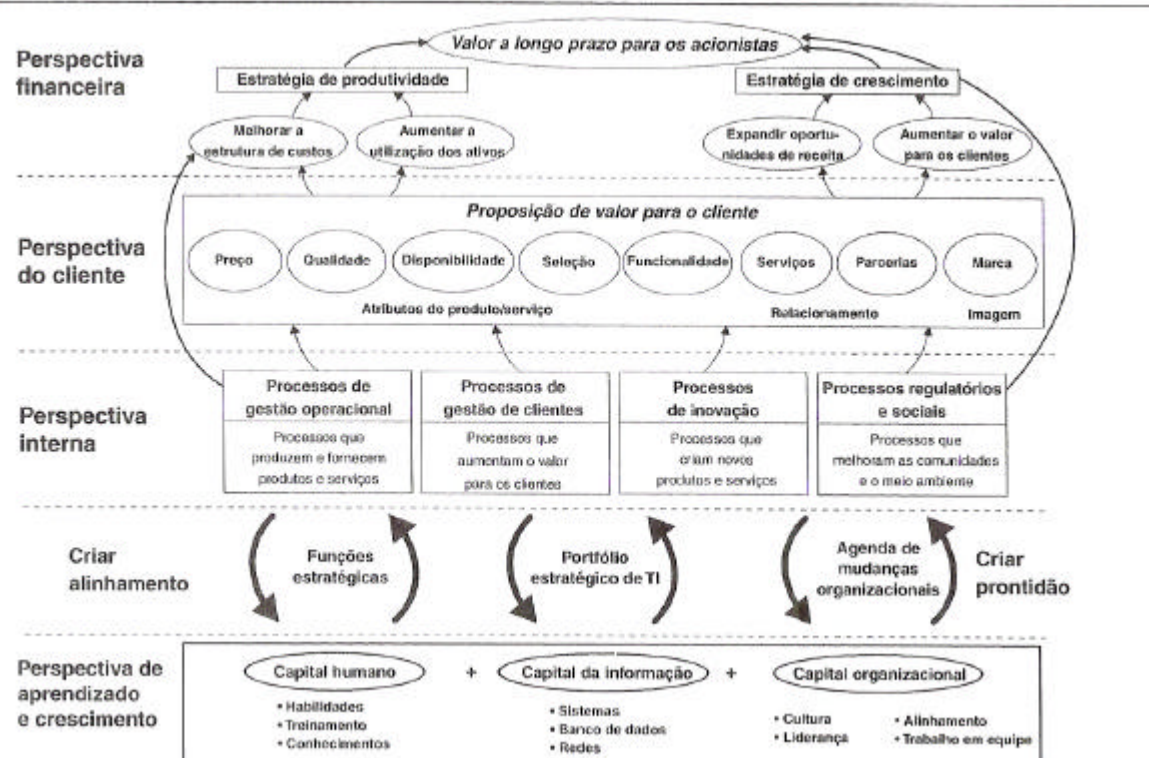 Perspectiva
financeira
Valor a longo prazo para os acionistas
Estratégia de produtividade
Estratégia de crescimento
Melhorar a
estrutura de custos
Aumentar a
utilização dos ativos
Expandir oportu-
nidades de receita
Aumentar o valor
para os clientes
Perspectiva
do cliente
Proposição de valor para o cliente
Preço
Qualidade
Disponibilidade
Seleção
Funcionalidade
Serviços
Parcerias
Marca
Atributos do produto/serviço
Relacionamento
Imagem
Perspectiva
interna
Processos de
gestão operacional
Processos que
produzem e fornecem
produtos e serviços
Processos de
gestão de clientes
Processos que
aumentam o valor
para os clientes
Processos
de inovação
Processos que
criam novos
produtos e serviços
Processos regulatórios
e sociais
Processos que
melhoram as comunidades
e o meio ambiente
Criar
alinhamento
Funções
estratégicas
Portfólio
estratégico de TI
Agenda de
mudanças
organizacionais
Criar
prontidão
Perspectiva de
aprendizado
e crescimento
Capital humano
+
Capital da informação
+
Capital organizacional
• Habilidades
• Treinamento
• Conhecimentos
• Sistemas
• Banco de dados
• Redes
• Cultura
• Liderança
• Alinhamento
• Trabalho em equipe